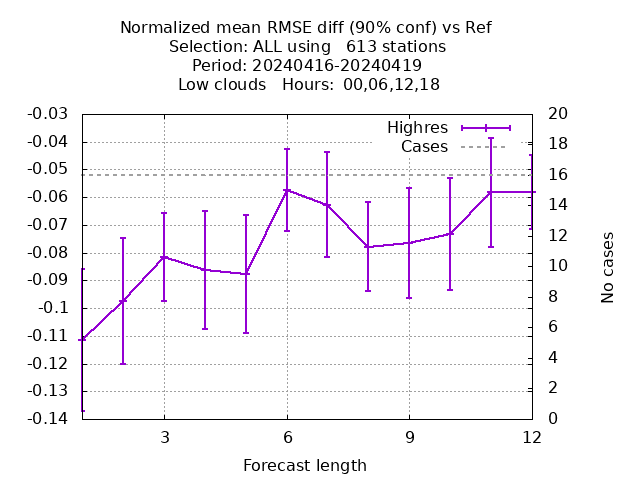 Normalized mean RMSE diff (90% conf) vs Ref
Selection: ALL using   613 stations
Period: 20240416-20240419
Low clouds   Hours:  00,06,12,18
Highres
Cases
-0.03
-0.04
-0.05
-0.06
-0.07
-0.08
-0.09
-0.1
-0.11
-0.12
-0.13
-0.14
20
18
16
14
12
10
8
6
4
2
0
No cases
3 6 9 12
Forecast length